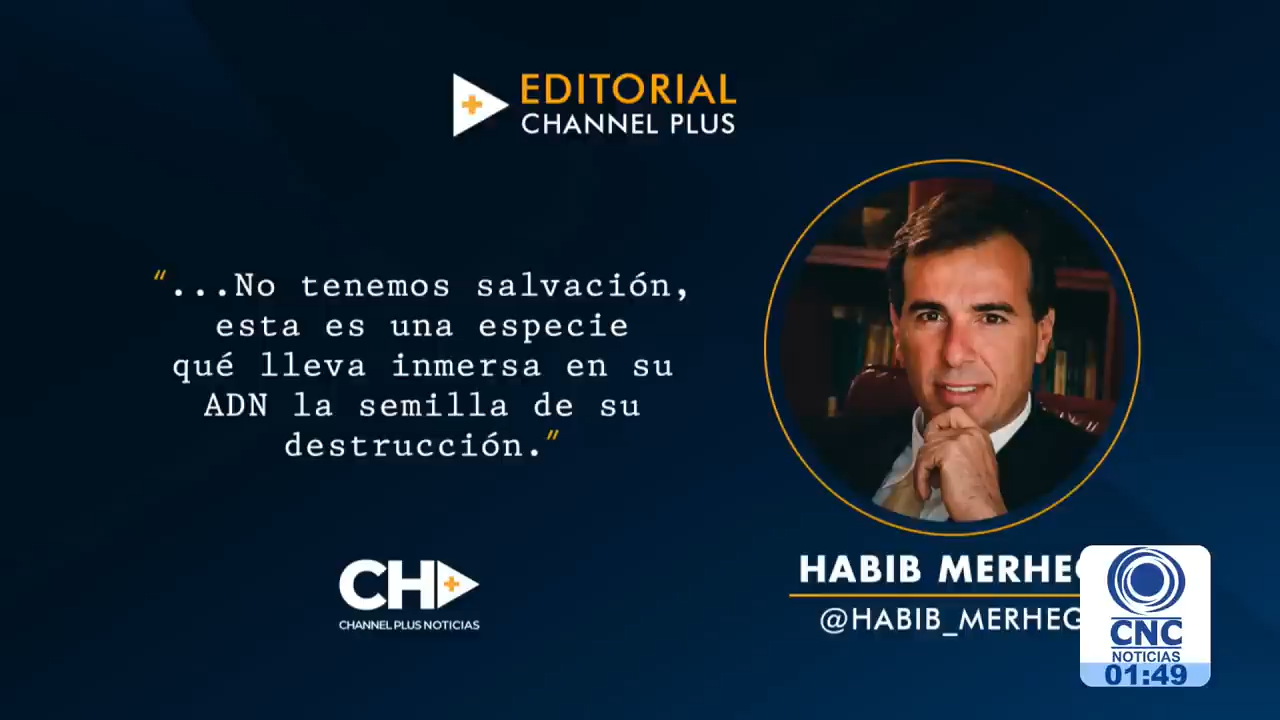 EDITORIAL
CHANNEL PLUS
“...No tenemos salvación,
esta es una especie
qué lleva inmersa en su
ADN la semilla de su
destrucción.”
CH
CHANNEL PLUS NOTICIAS
HABIB MERHEG
@HABIB_MERHEG
CNC
NOTICIAS
01:49